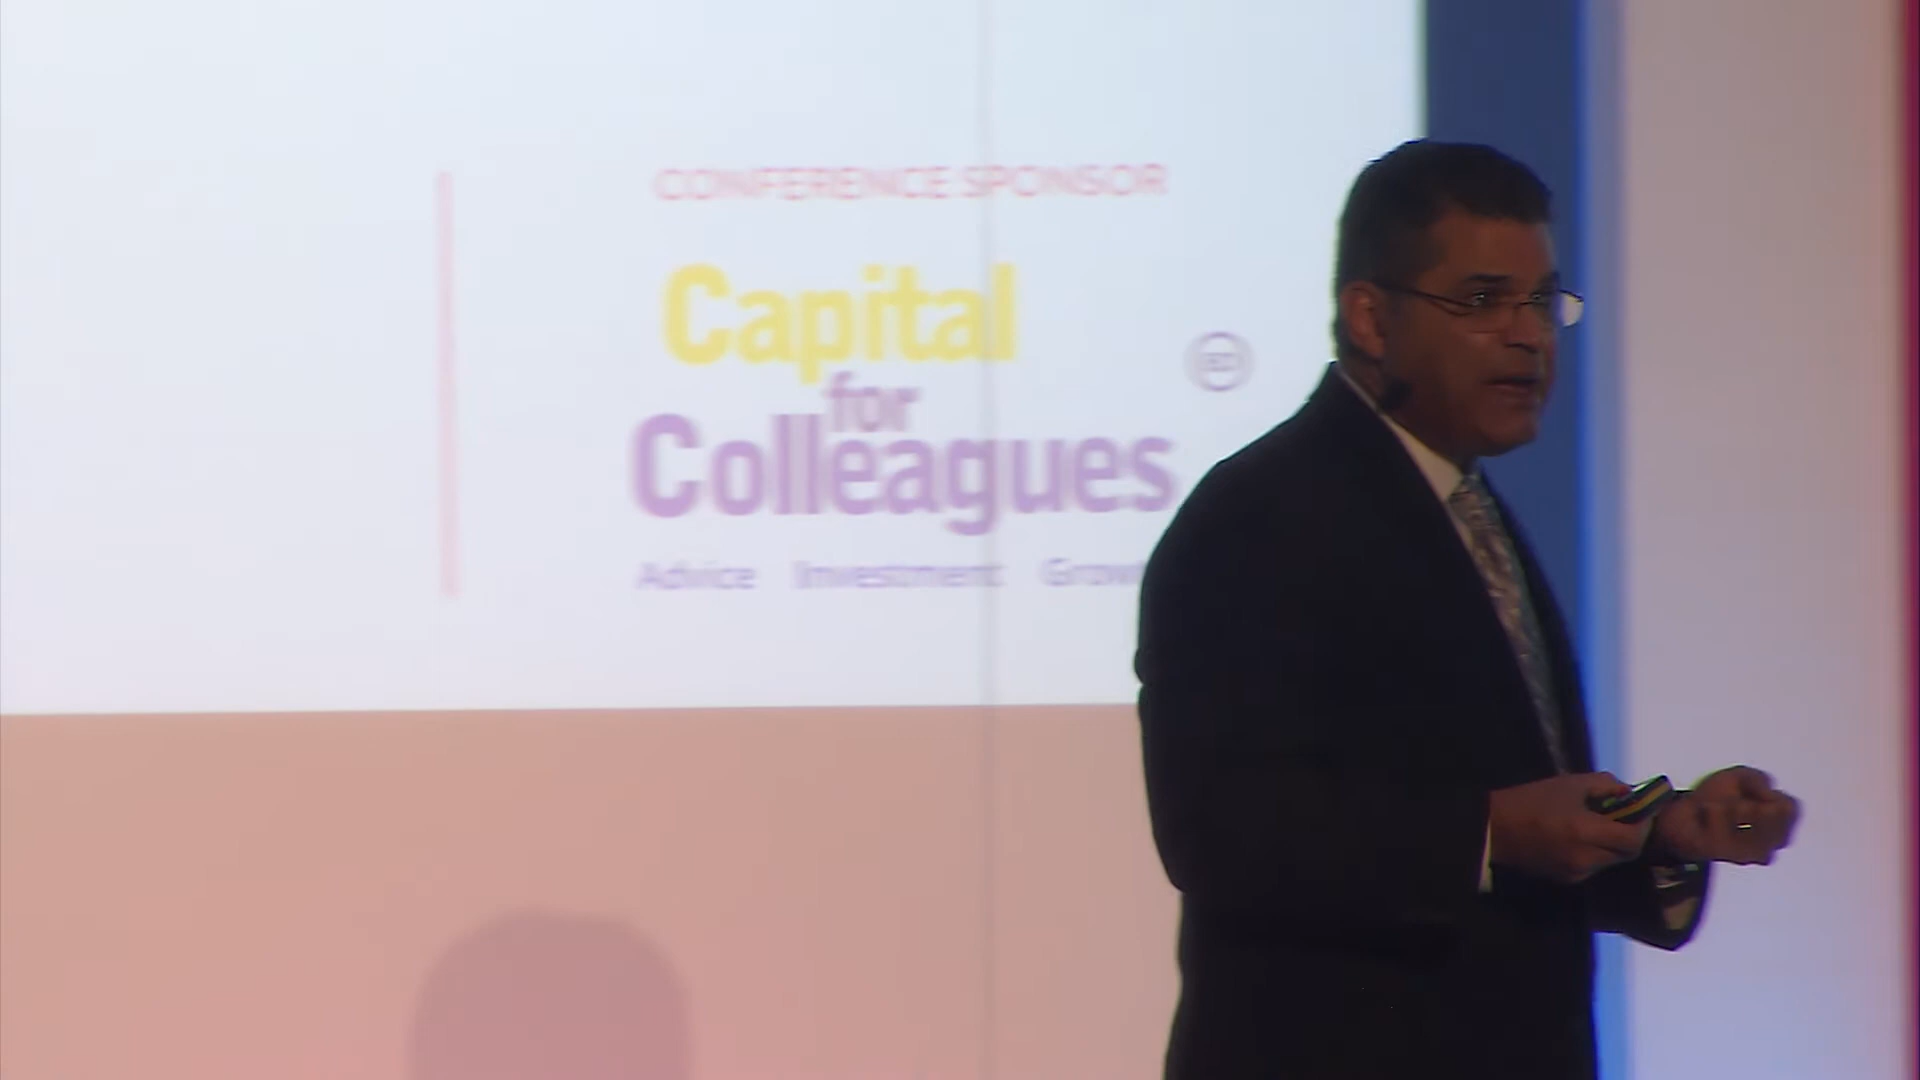 CONFERENCE SPONSOR
Capital
for
Colleagues
Advice Investment